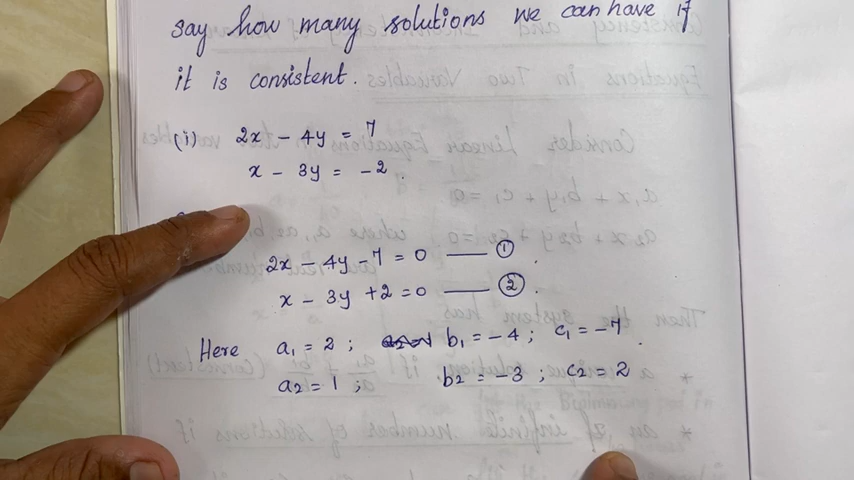 say how many solutions we can have if
it is consistent.
(i) 2x - 4y = 7
x - 3y = -2.
2x - 4y - 7 = 0 —— ①.
x - 3y + 2 = 0 —— ②.
Here a₁ = 2 ; b₁ = -4 ; c₁ = -7.
a₂ = 1 ; b₂ = -3 ; c₂ = 2